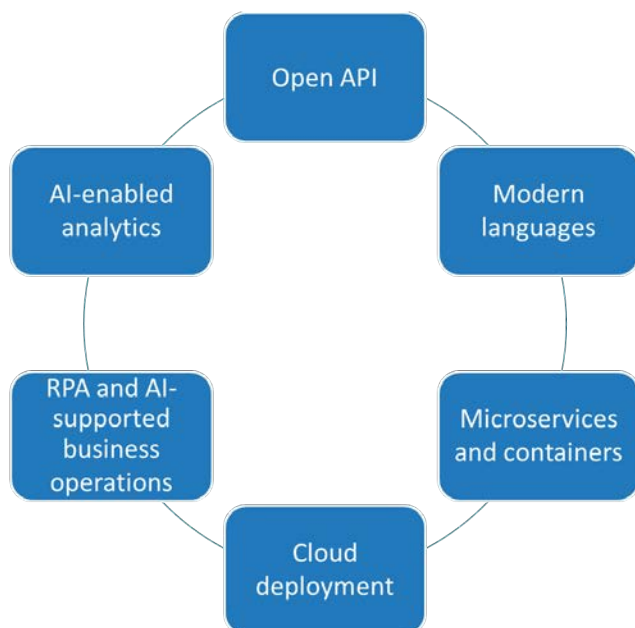 Open API
Modern
languages
Microservices
and containers
Cloud
deployment
RPA and AI-
supported
business
operations
AI-enabled
analytics